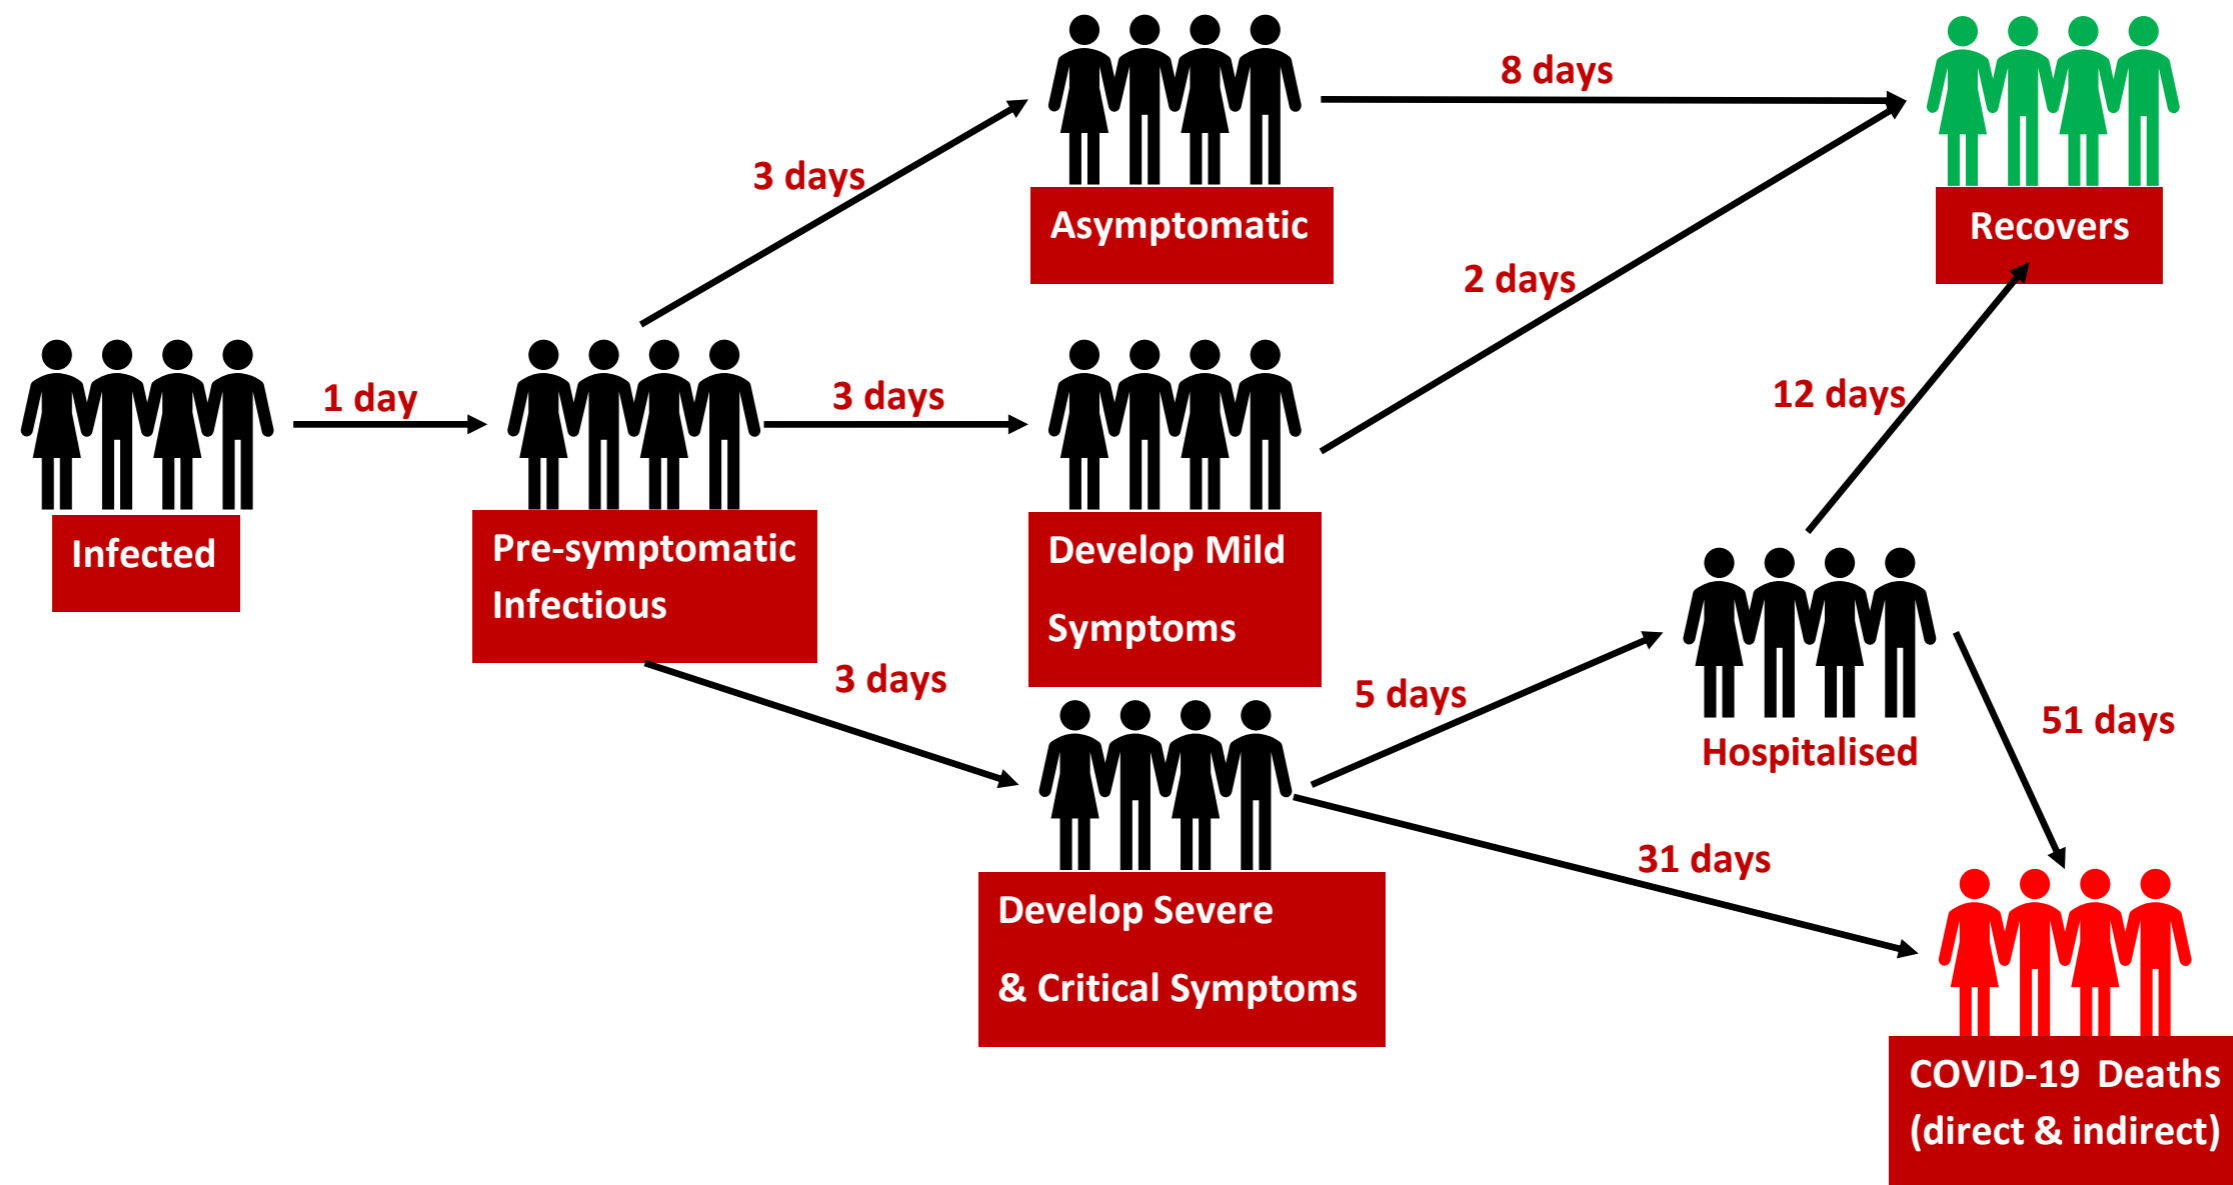 8 days
3 days
Asymptomatic
Recovers
2 days
1 day
3 days
12 days
Infected
Pre-symptomatic
Infectious
Develop Mild
Symptoms
3 days
5 days
Hospitalised
51 days
31 days
Develop Severe
& Critical Symptoms
COVID-19 Deaths
(direct & indirect)